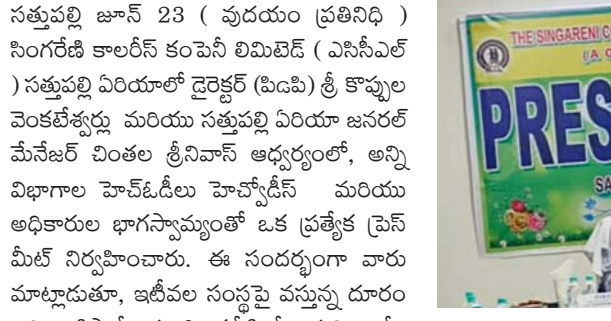 సత్తుపల్లి జూన్ 23 ( వుదయం ప్రతినిధి )
సింగరేణి కాలరీస్ కంపెనీ లిమిటెడ్ ( ఎసిసీఎల్
) సత్తుపల్లి ఏరియాలో డైరెక్టర్ (పిడపి) శ్రీ కొప్పుల
వెంకటేశ్వర్లు మరియు సత్తుపల్లి ఏరియా జనరల్
మేనేజర్ చింతల శ్రీనివాస్ ఆధ్వర్యంలో, అన్ని
విభాగాల హెచ్ఓడీలు హెచ్వోడీస్ మరియు
అధికారుల భాగస్వామ్యంతో ఒక ప్రత్యేక ప్రెస్
మీట్ నిర్వహించారు. ఈ సందర్భంగా వారు
మాట్లాడుతూ, ఇటీవల సంస్థపై వస్తున్న దూరం
THE SINGARENI C
(A G
PRES
SA